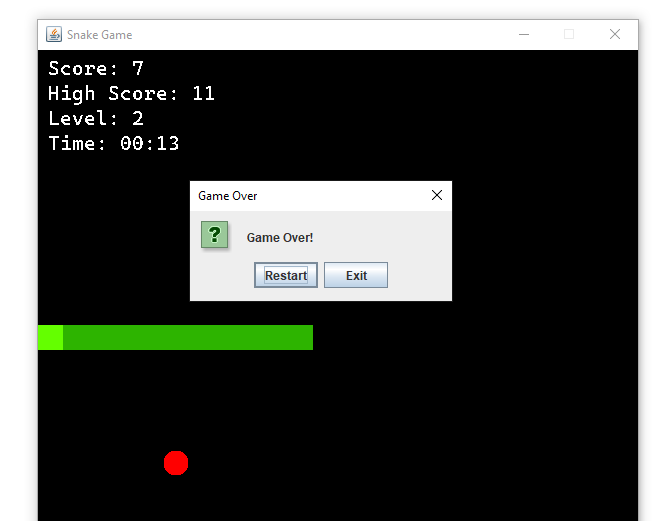 Snake Game
Score: 7
High Score: 11
Level: 2
Time: 00:13
Game Over
?
Game Over!
Restart Exit